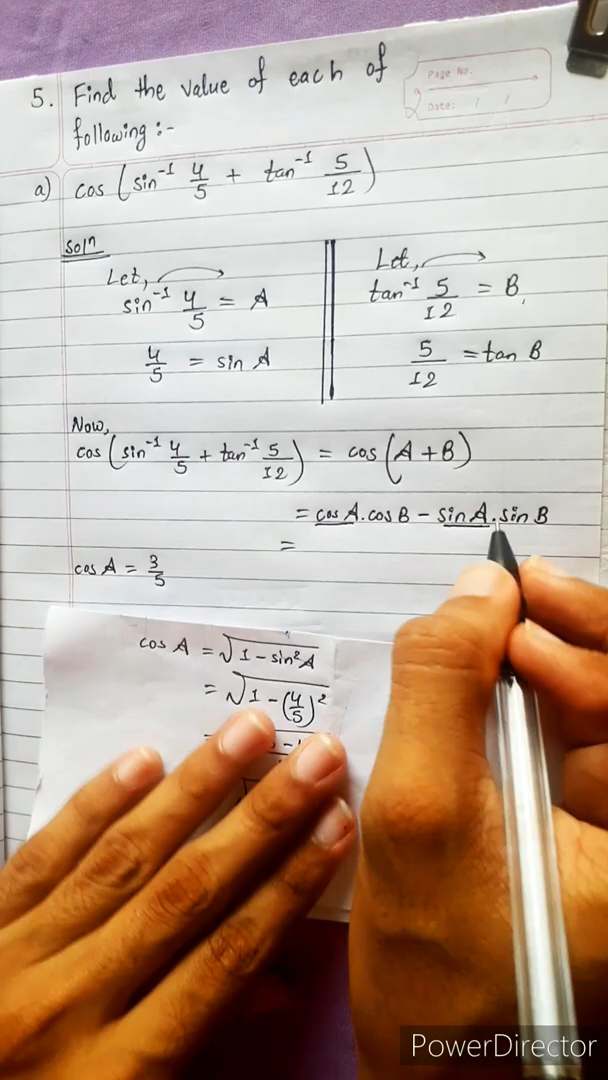 Page No.
Date: / /
5. Find the value of each of
following :-
a) cos (sin⁻¹ 4/5 + tan⁻¹ 5/12)
Solⁿ
Let,
sin⁻¹ 4/5 = A
4/5 = sin A
Let,
tan⁻¹ 5/12 = B,
5/12 = tan B
Now,
cos (sin⁻¹ 4/5 + tan⁻¹ 5/12) = cos (A + B)
= cos A . cos B - sin A . sin B
=
cos A = 3/5
cos A = √1 - sin²A
= √1 - (4/5)²
PowerDirector